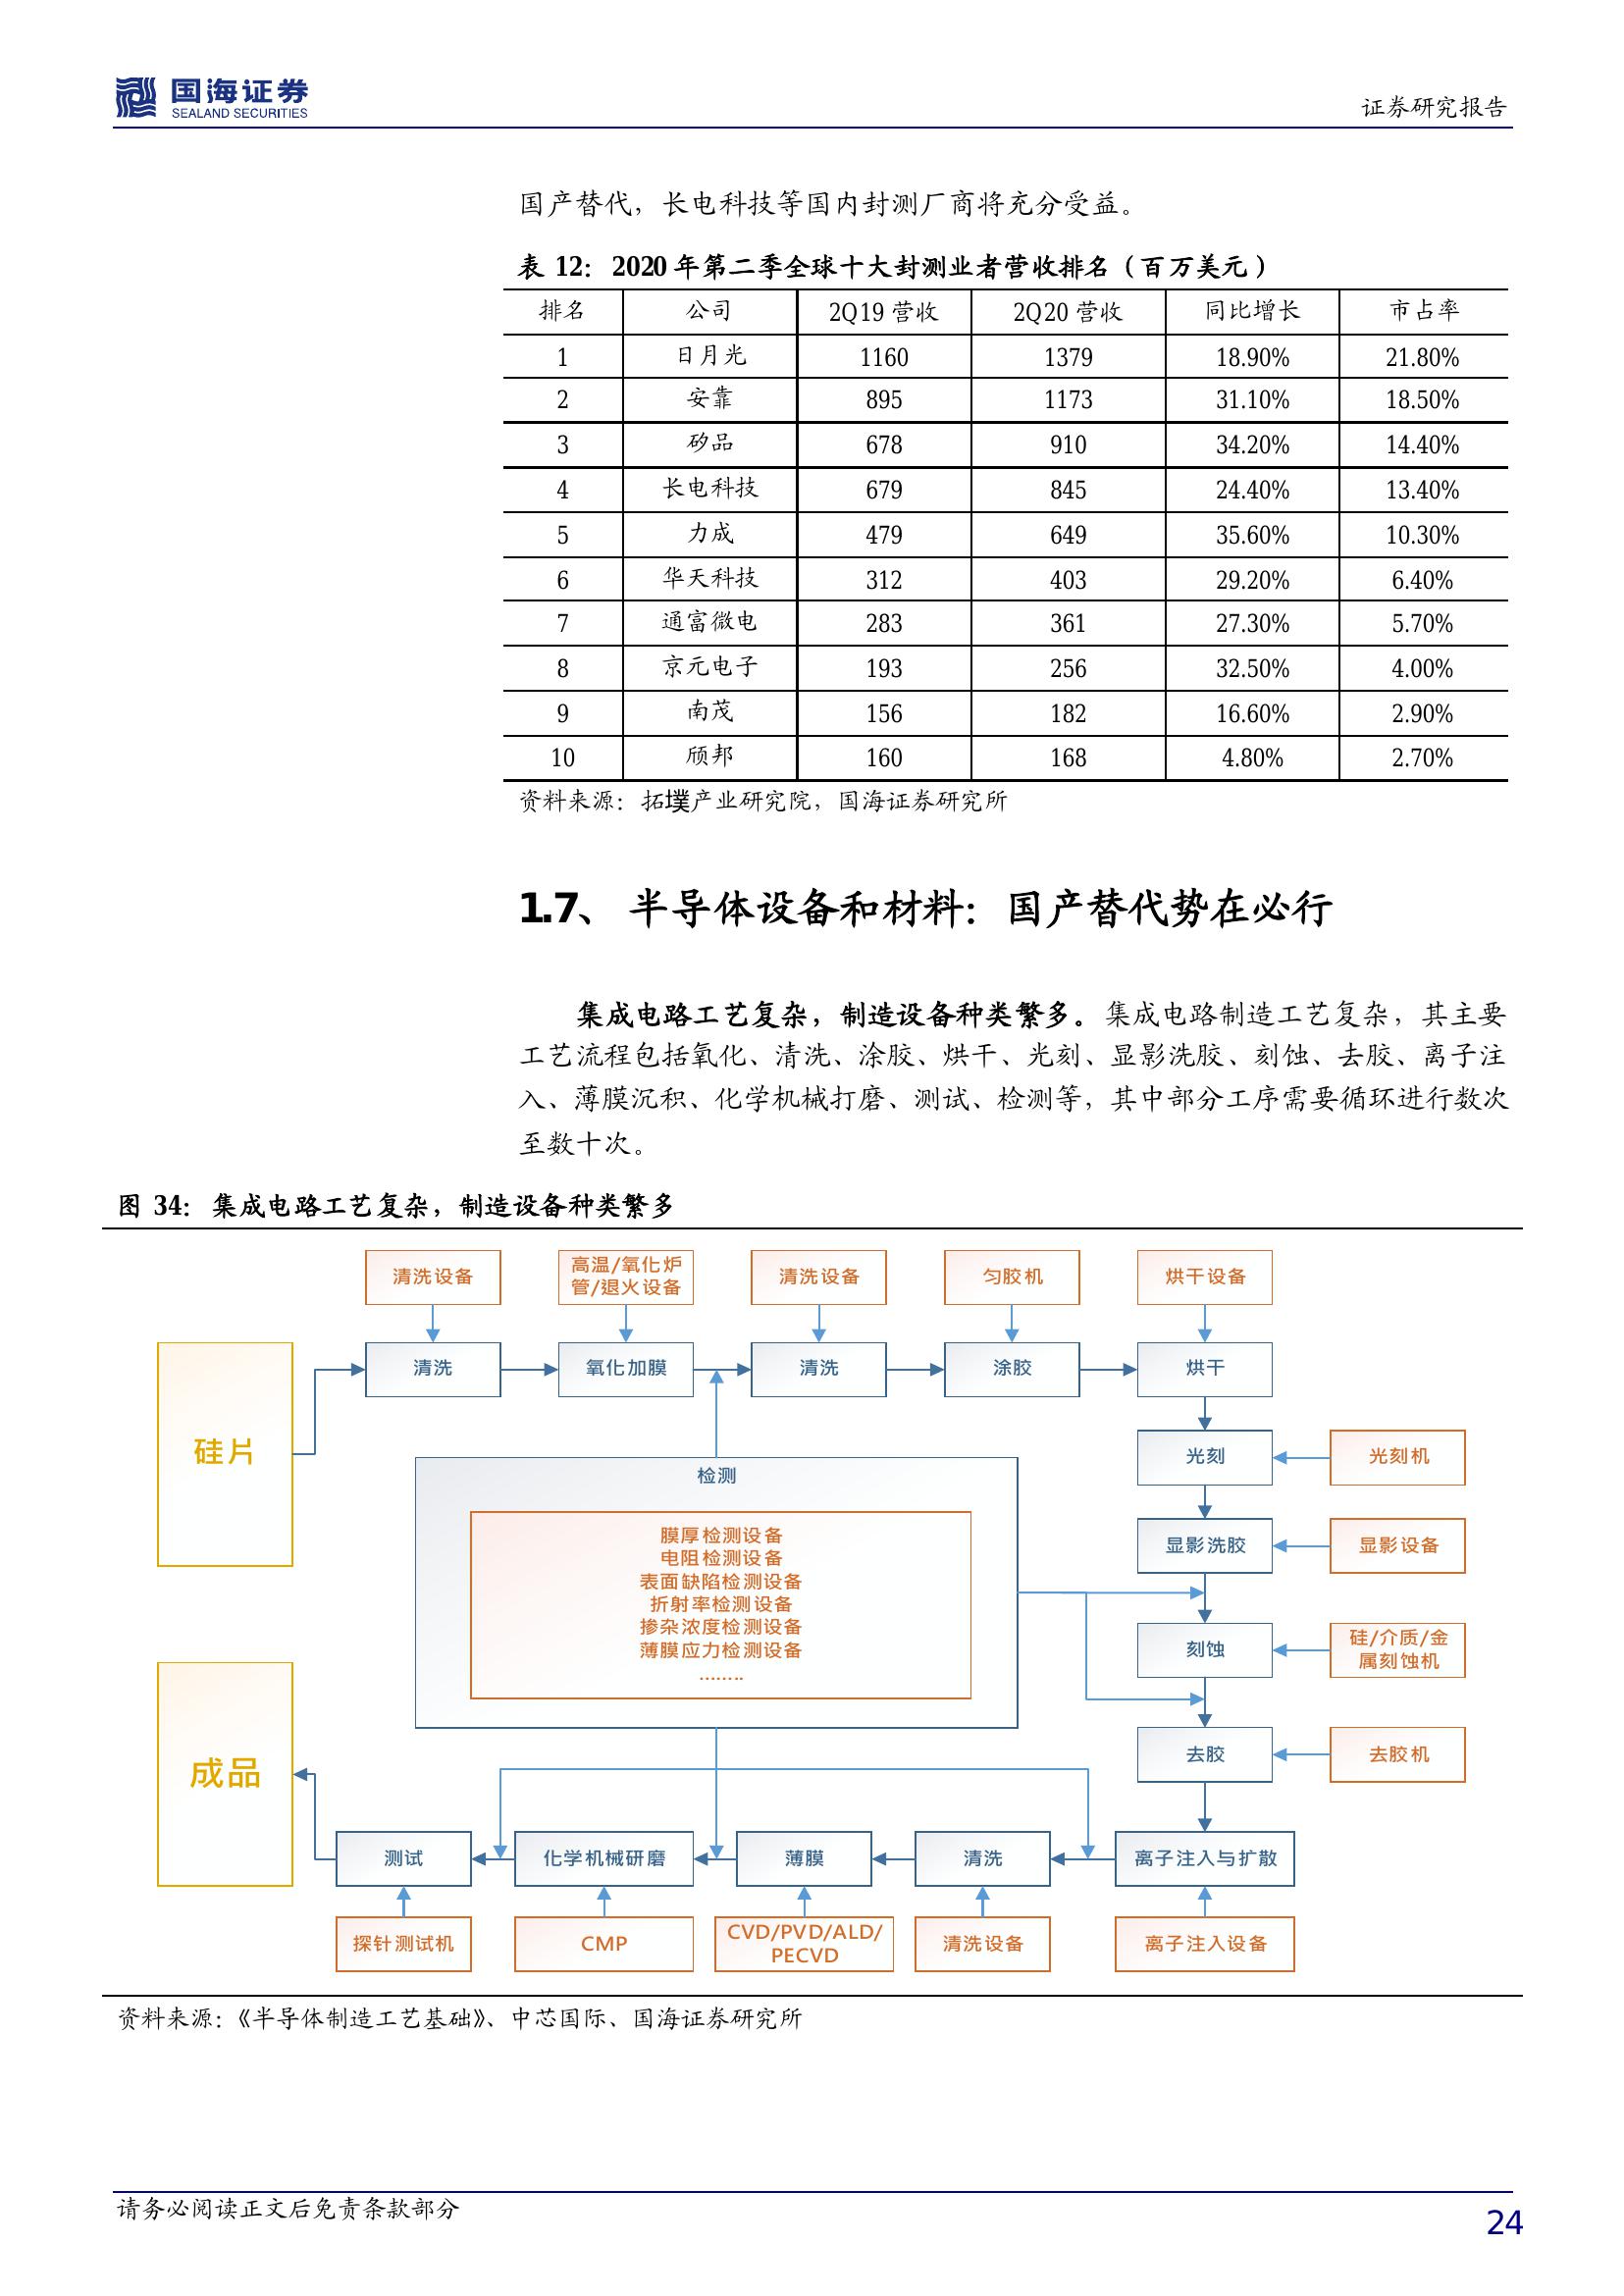 国海证券
SEALAND SECURITIES
证券研究报告
国产替代，长电科技等国内封测厂商将充分受益。
表 12：2020 年第二季全球十大封测业者营收排名（百万美元）
排名 公司 2Q19 营收 2Q20 营收 同比增长 市占率
1 日月光 1160 1379 18.90% 21.80%
2 安靠 895 1173 31.10% 18.50%
3 矽品 678 910 34.20% 14.40%
4 长电科技 679 845 24.40% 13.40%
5 力成 479 649 35.60% 10.30%
6 华天科技 312 403 29.20% 6.40%
7 通富微电 283 361 27.30% 5.70%
8 京元电子 193 256 32.50% 4.00%
9 南茂 156 182 16.60% 2.90%
10 颀邦 160 168 4.80% 2.70%
资料来源：拓墣产业研究院，国海证券研究所
1.7、 半导体设备和材料：国产替代势在必行
集成电路工艺复杂，制造设备种类繁多。集成电路制造工艺复杂，其主要
工艺流程包括氧化、清洗、涂胶、烘干、光刻、显影洗胶、刻蚀、去胶、离子注
入、薄膜沉积、化学机械打磨、测试、检测等，其中部分工序需要循环进行数次
至数十次。
图 34：集成电路工艺复杂，制造设备种类繁多
清洗设备 高温/氧化炉 清洗设备 匀胶机 烘干设备
管/退火设备
清洗 氧化加膜 清洗 涂胶 烘干
硅片
光刻 光刻机
检测
显影洗胶 显影设备
膜厚检测设备
电阻检测设备
表面缺陷检测设备
折射率检测设备
掺杂浓度检测设备
薄膜应力检测设备
........
刻蚀 硅/介质/金
属刻蚀机
去胶 去胶机
成品
测试 化学机械研磨 薄膜 清洗 离子注入与扩散
探针测试机 CMP CVD/PVD/ALD/ 清洗设备 离子注入设备
PECVD
资料来源：《半导体制造工艺基础》、中芯国际、国海证券研究所
请务必阅读正文后免责条款部分
24